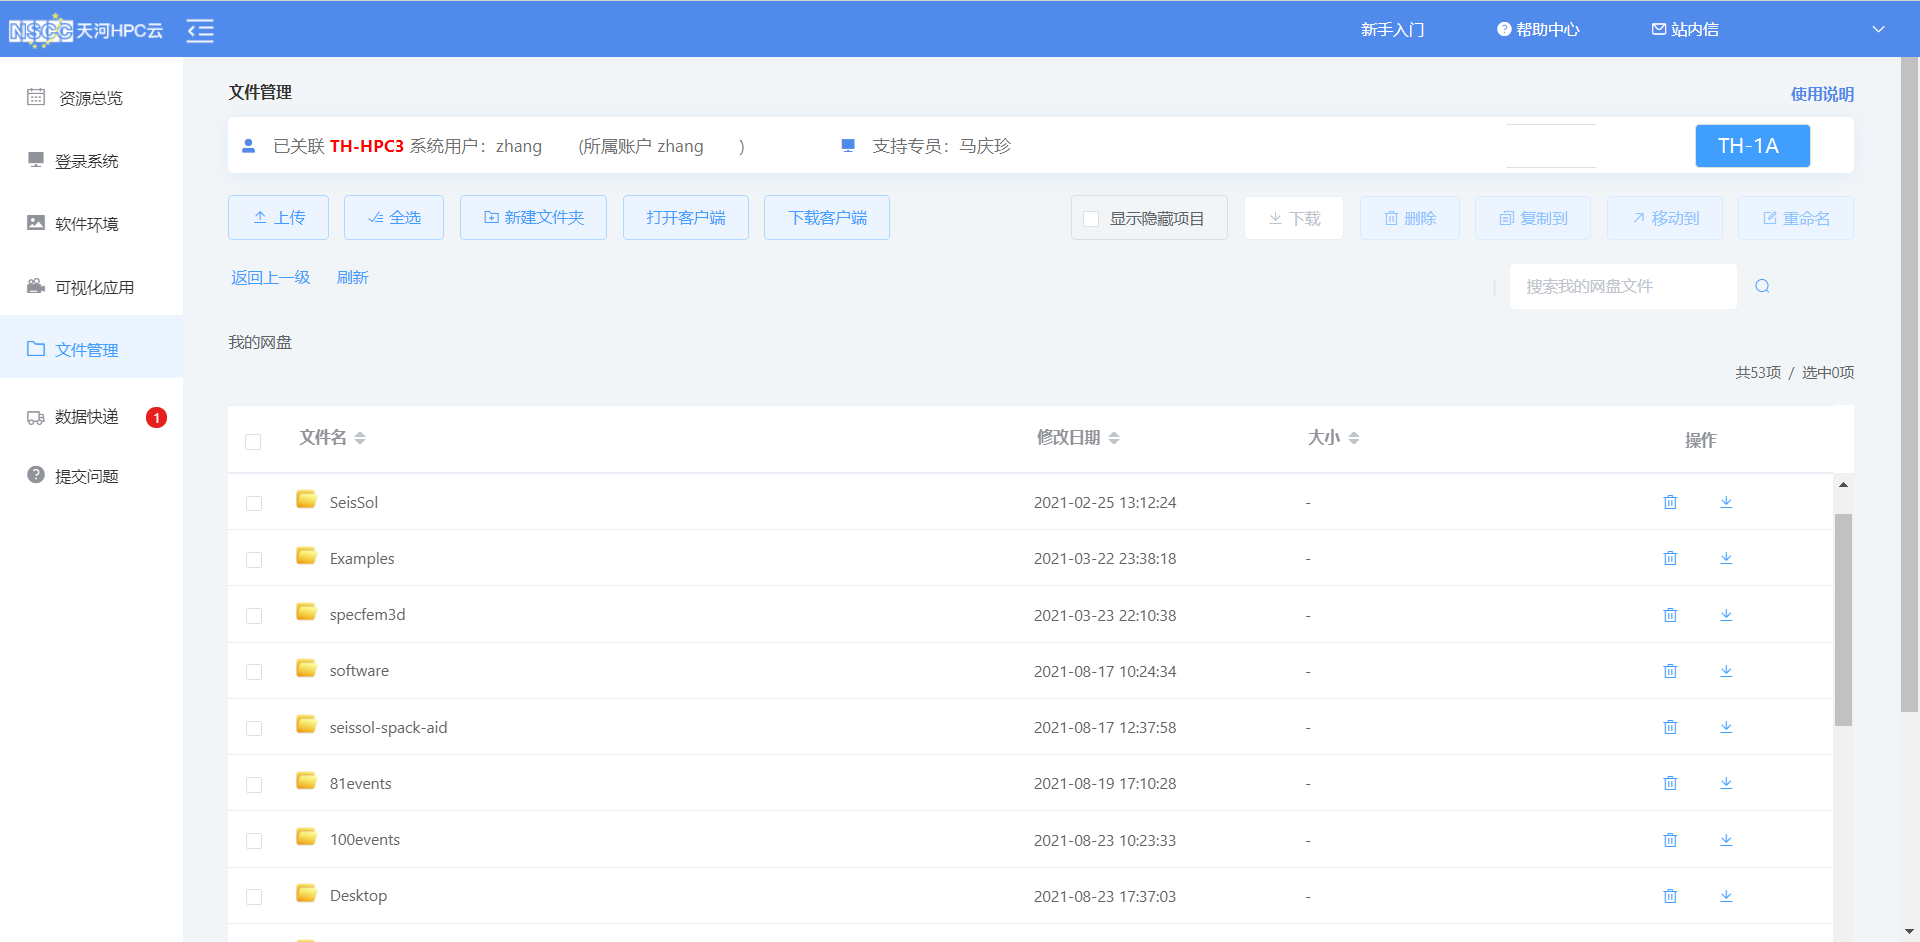 NSCC 天河HPC云
新手入门
帮助中心
站内信
资源总览
登录系统
软件环境
可视化应用
文件管理
数据快递 1
提交问题
文件管理
使用说明
已关联 TH-HPC3 系统用户：zhang (所属账户 zhang )
支持专员：马庆珍
TH-1A
上传
全选
新建文件夹
打开客户端
下载客户端
显示隐藏项目
下载
删除
复制到
移动到
重命名
返回上一级
刷新
搜索我的网盘文件
我的网盘
共53项 / 选中0项
文件名 修改日期 大小 操作
SeisSol 2021-02-25 13:12:24 -
Examples 2021-03-22 23:38:18 -
specfem3d 2021-03-23 22:10:38 -
software 2021-08-17 10:24:34 -
seissol-spack-aid 2021-08-17 12:37:58 -
81events 2021-08-19 17:10:28 -
100events 2021-08-23 10:23:33 -
Desktop 2021-08-23 17:37:03 -